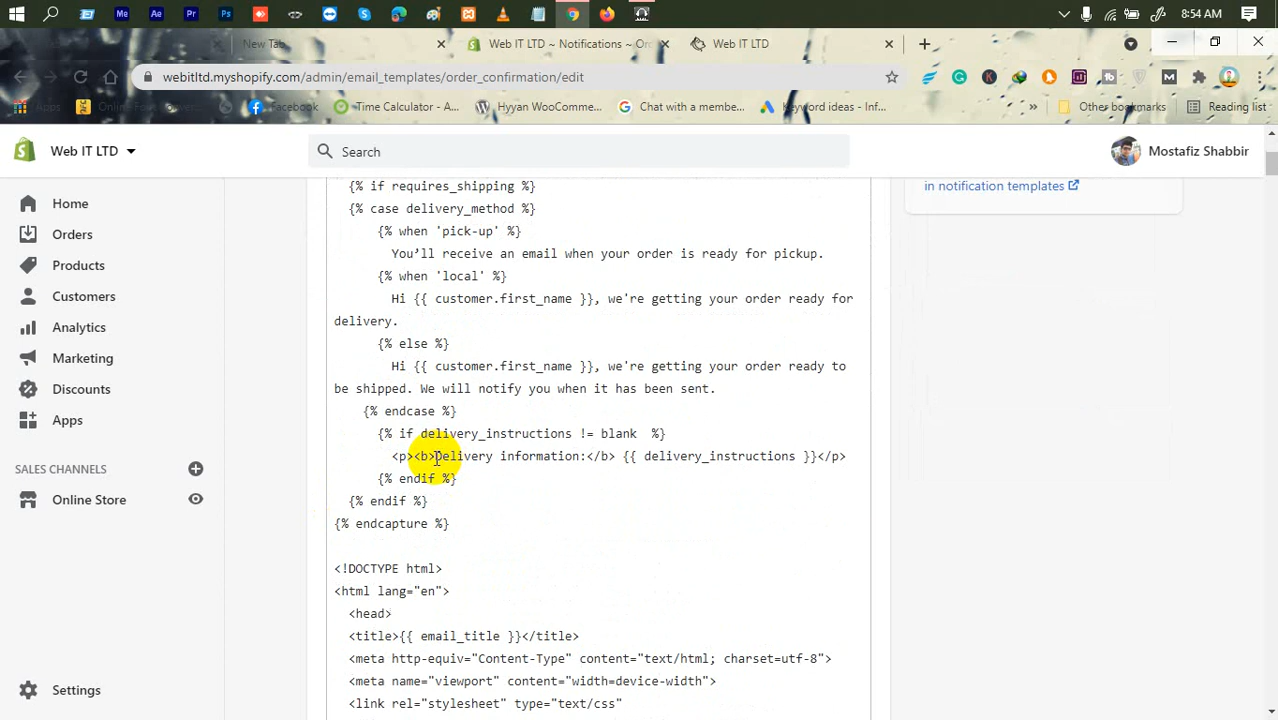 8:54 AM
New Tab
Web IT LTD ~ Notifications ~ Or
Web IT LTD
webitltd.myshopify.com/admin/email_templates/order_confirmation/edit
Apps
Facebook
Time Calculator - A...
Hyyan WooComme...
Chat with a membe...
Keyword ideas - Inf...
»
Other bookmarks
Reading list
Web IT LTD
Search
Mostafiz Shabbir
Home
Orders
Products
Customers
Analytics
Marketing
Discounts
Apps
SALES CHANNELS
Online Store
Settings
{% if requires_shipping %}
{% case delivery_method %}
{% when 'pick-up' %}
You’ll receive an email when your order is ready for pickup.
{% when 'local' %}
Hi {{ customer.first_name }}, we're getting your order ready for
delivery.
{% else %}
Hi {{ customer.first_name }}, we're getting your order ready to
be shipped. We will notify you when it has been sent.
{% endcase %}
{% if delivery_instructions != blank  %}
<p><b>Delivery information:</b> {{ delivery_instructions }}</p>
{% endif %}
{% endif %}
{% endcapture %}
<!DOCTYPE html>
<html lang="en">
<head>
<title>{{ email_title }}</title>
<meta http-equiv="Content-Type" content="text/html; charset=utf-8">
<meta name="viewport" content="width=device-width">
<link rel="stylesheet" type="text/css"
in notification templates